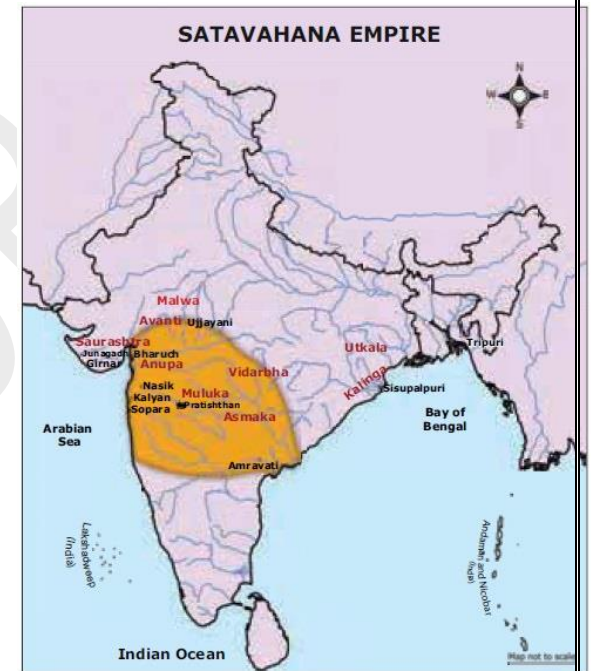 SATAVAHANA EMPIRE
N
W E
S
Malwa
Avanti Ujjayani
Saurashtra
Junagadh Bharuch
Girnar Anupa
Utkala
Tripuri
Vidarbha
Kalinga
Sisupalpuri
Nasik
Kalyan
Muluka
Sopara
Pratishthan
Asmaka
Arabian
Sea
Bay of
Bengal
Amravati
Lakshadweep
(India)
Andaman and Nicobar
(India)
Indian Ocean
Map not to scale